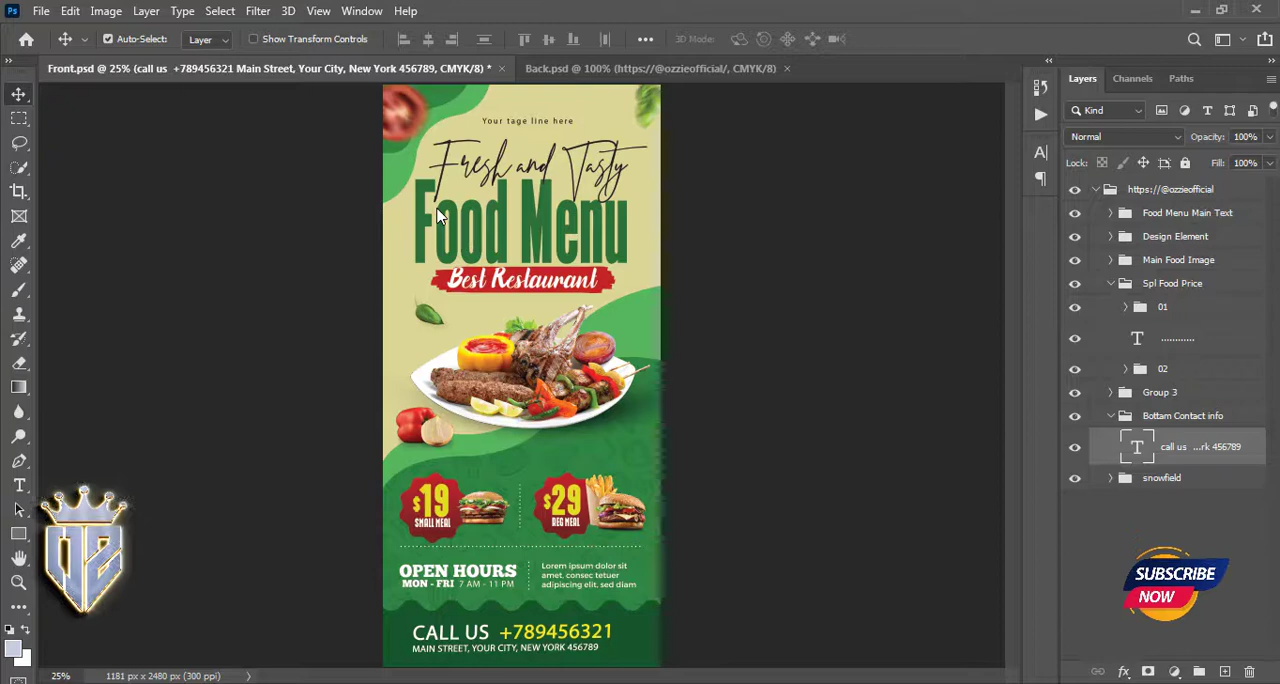 Ps File Edit Image Layer Type Select Filter 3D View Window Help
Auto-Select: Layer Show Transform Controls 3D Mode:
Front.psd @ 25% (call us +789456321 Main Street, Your City, New York 456789, CMYK/8) * Back.psd @ 100% (https://@ozzieofficial/, CMYK/8)
Layers Channels Paths
Kind
Normal Opacity: 100%
Lock: Fill: 100%
https://@ozzieofficial
Food Menu Main Text
Design Element
Main Food Image
Spl Food Price
01
.............
02
Group 3
Bottam Contact info
call us ...rk 456789
snowfield
Your tage line here
Fresh and Tasty
Food Menu
Best Restaurant
$19
SMALL MEAL
$29
REG MEAL
OPEN HOURS
MON - FRI 7 AM - 11 PM
Lorem ipsum dolor sit
amet, consec tetuer
adipiscing elit, sed diam
CALL US +789456321
MAIN STREET, YOUR CITY, NEW YORK 456789
SUBSCRIBE
NOW
25% 1181 px x 2480 px (300 ppi)